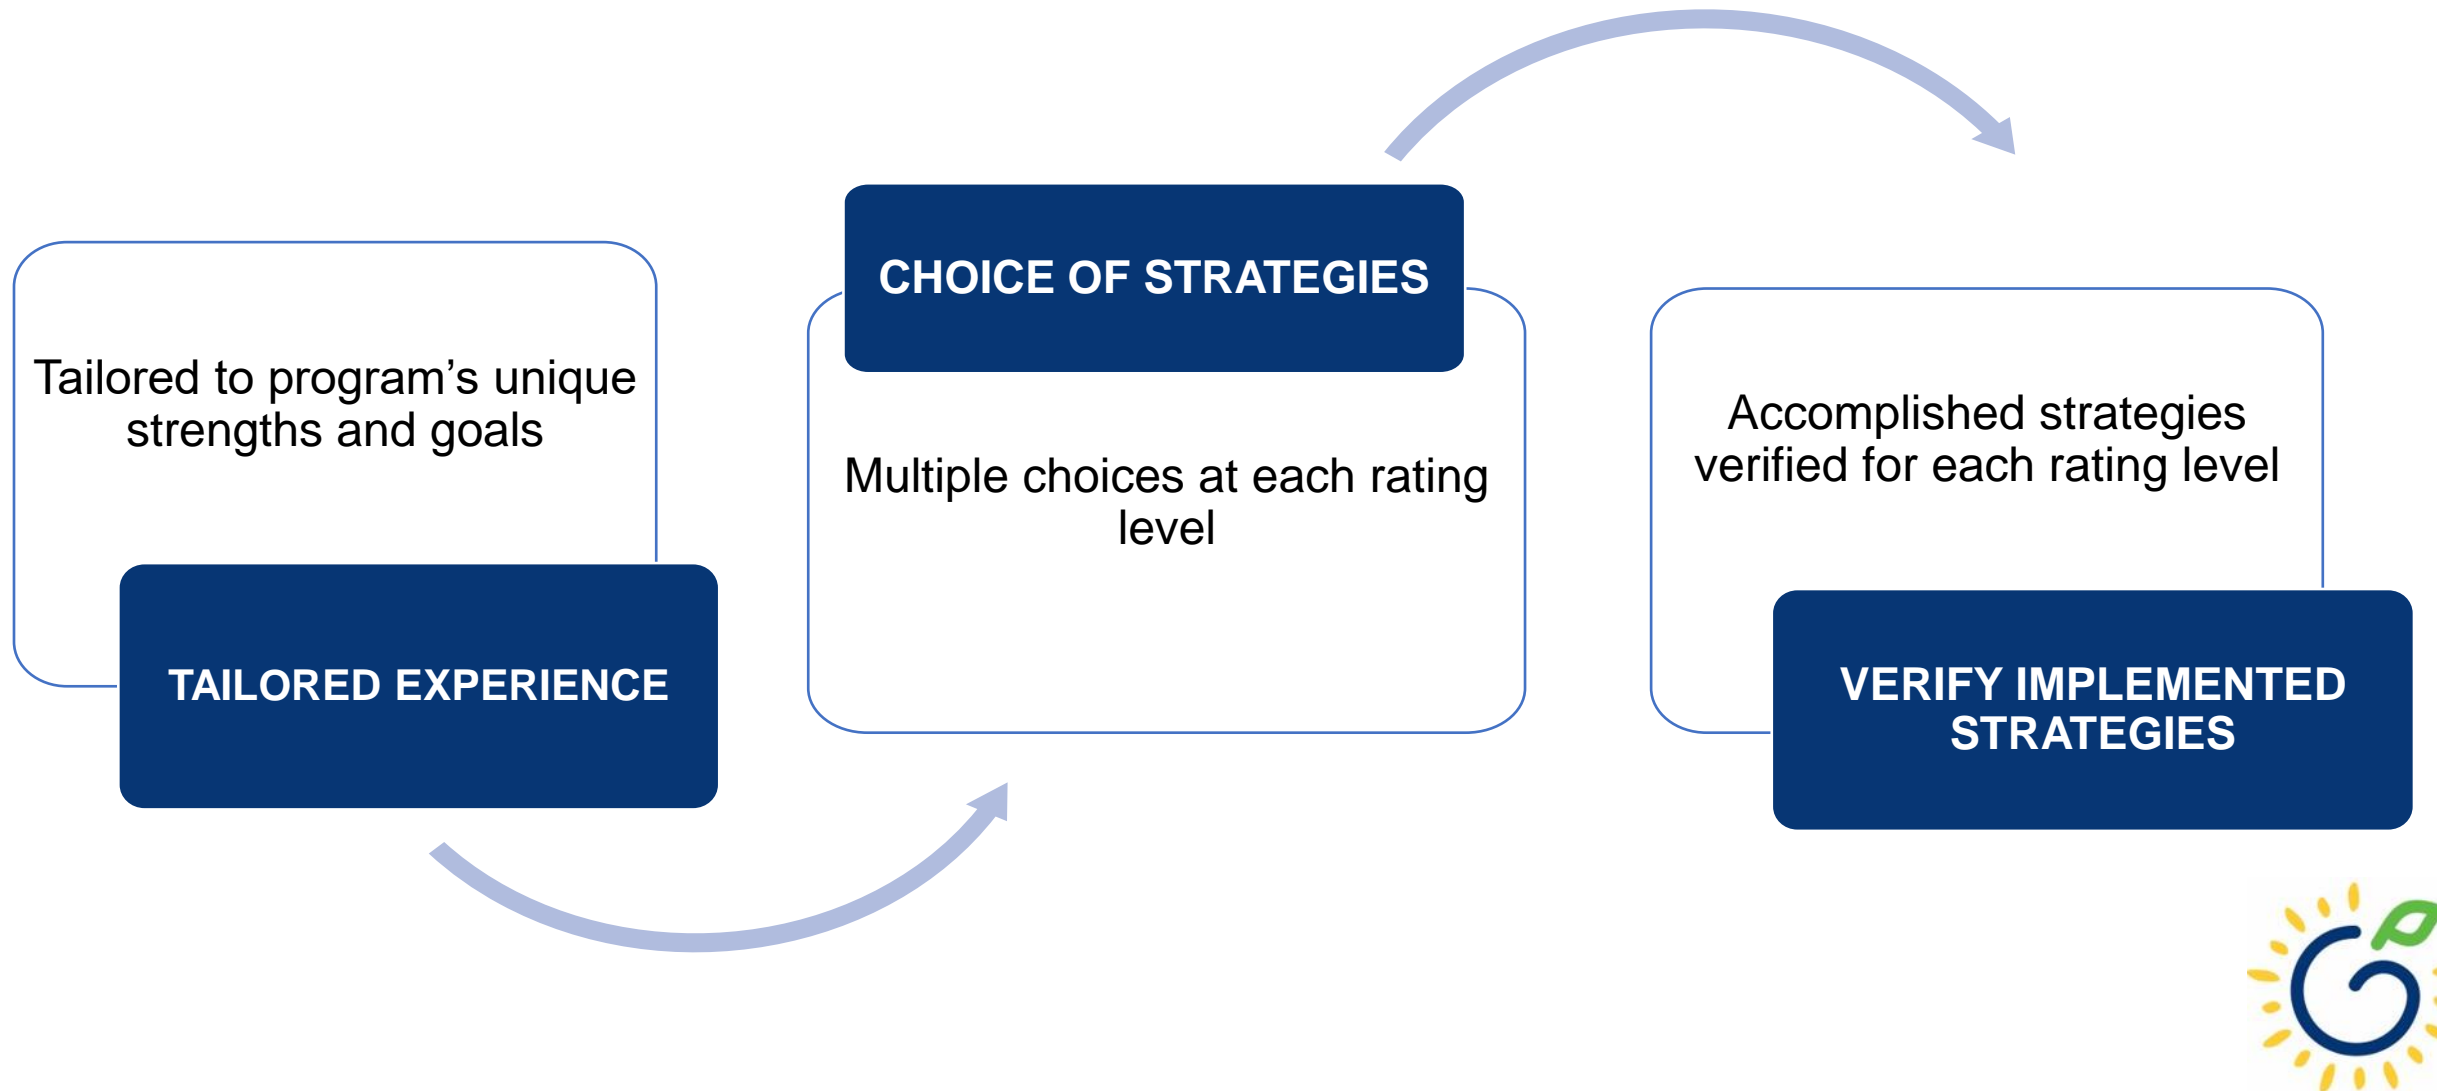 Tailored to program’s unique
strengths and goals
TAILORED EXPERIENCE
CHOICE OF STRATEGIES
Multiple choices at each rating
level
Accomplished strategies
verified for each rating level
VERIFY IMPLEMENTED
STRATEGIES